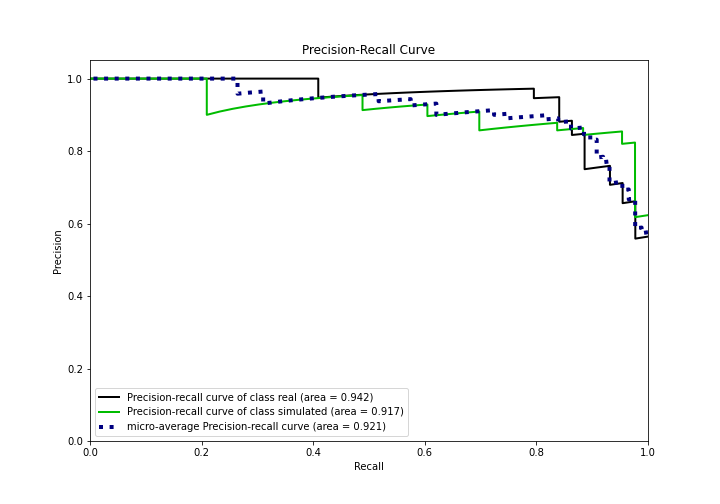 Precision-Recall Curve
1.0
0.8
0.6
0.4
0.2
0.0
Precision
Precision-recall curve of class real (area = 0.942)
Precision-recall curve of class simulated (area = 0.917)
micro-average Precision-recall curve (area = 0.921)
0.0 0.2 0.4 0.6 0.8 1.0
Recall